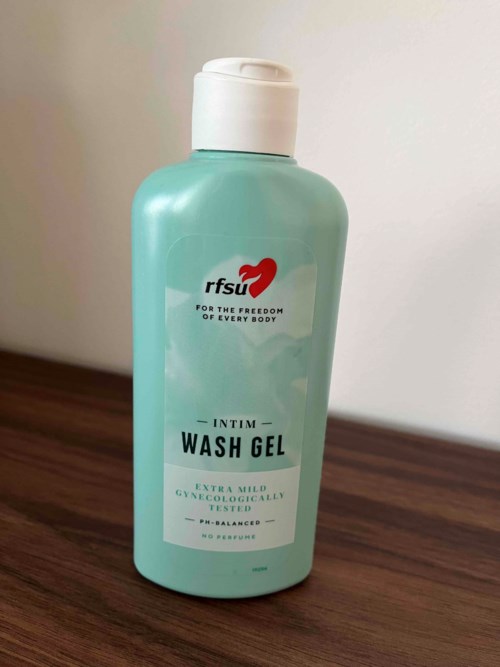 rfsu
FOR THE FREEDOM
OF EVERY BODY
INTIM
WASH GEL
EXTRA MILD
GYNECOLOGICALLY
TESTED
PH-BALANCED
NO PERFUME